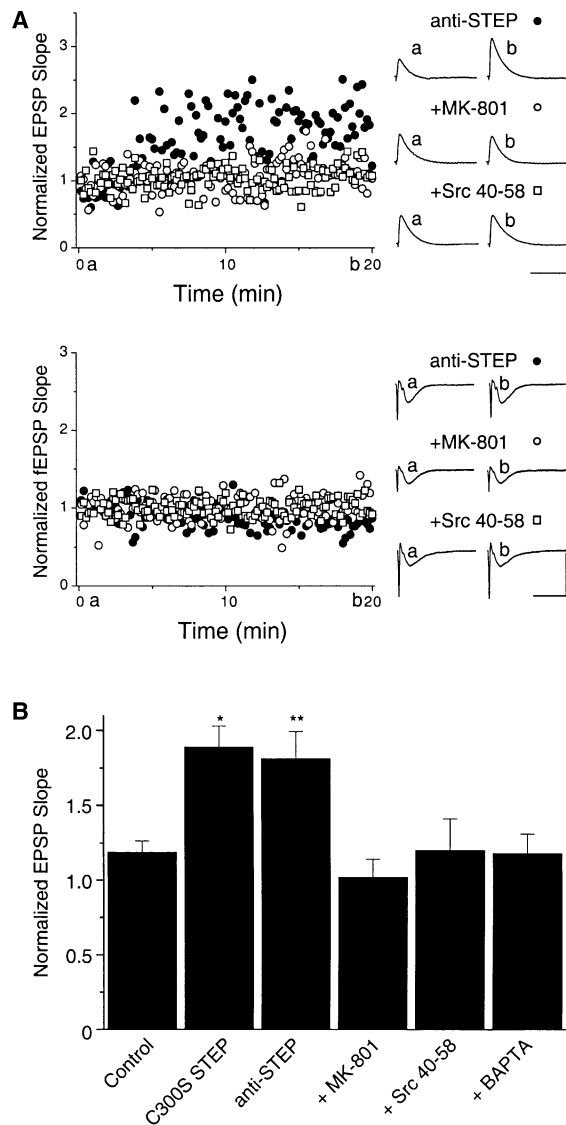 A
Normalized EPSP Slope
3
2
1
0
0 a 10 b 20
Time (min)
anti-STEP ●
a b
+MK-801 ○
a b
+Src 40-58 □
a b
Normalized fEPSP Slope
3
2
1
0
0 a 10 b 20
Time (min)
anti-STEP ●
a b
+MK-801 ○
a b
+Src 40-58 □
a b
B
Normalized EPSP Slope
2.0
1.5
1.0
0.5
0
* **
Control
C300S STEP
anti-STEP
+ MK-801
+ Src 40-58
+ BAPTA